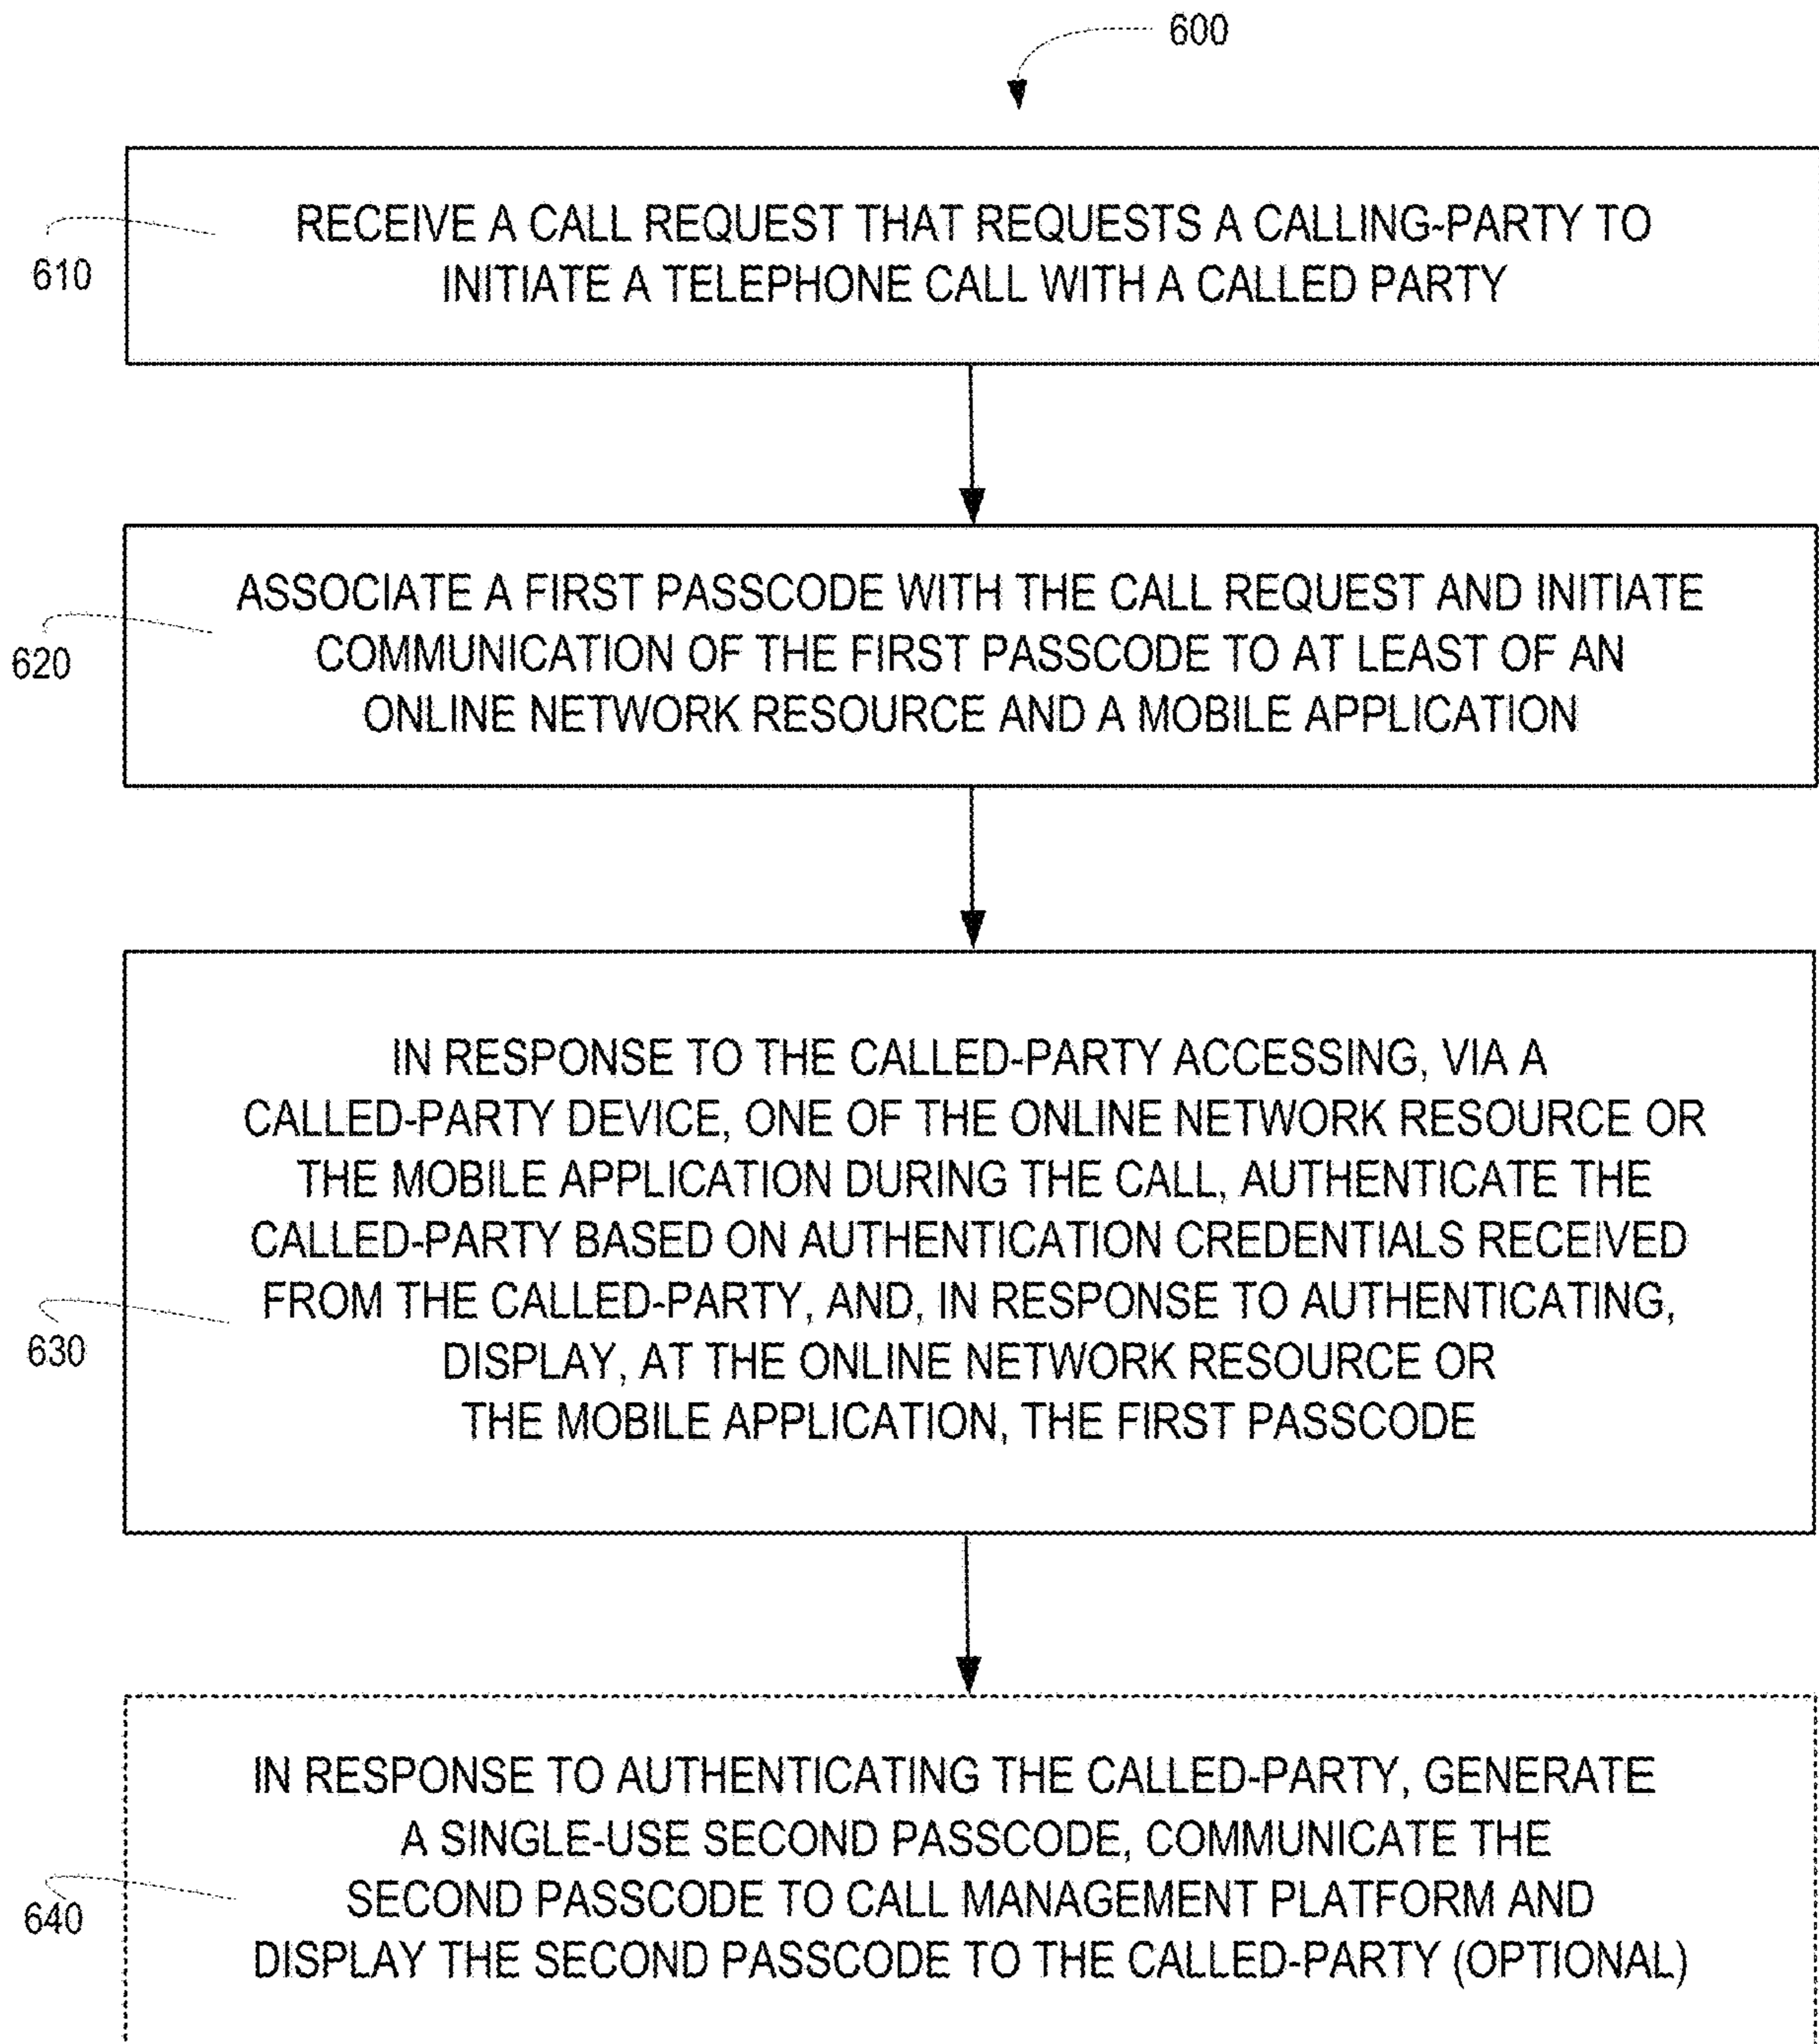 600
RECEIVE A CALL REQUEST THAT REQUESTS A CALLING-PARTY TO
INITIATE A TELEPHONE CALL WITH A CALLED PARTY
610
ASSOCIATE A FIRST PASSCODE WITH THE CALL REQUEST AND INITIATE
COMMUNICATION OF THE FIRST PASSCODE TO AT LEAST OF AN
ONLINE NETWORK RESOURCE AND A MOBILE APPLICATION
620
IN RESPONSE TO THE CALLED-PARTY ACCESSING, VIA A
CALLED-PARTY DEVICE, ONE OF THE ONLINE NETWORK RESOURCE OR
THE MOBILE APPLICATION DURING THE CALL, AUTHENTICATE THE
CALLED-PARTY BASED ON AUTHENTICATION CREDENTIALS RECEIVED
FROM THE CALLED-PARTY, AND, IN RESPONSE TO AUTHENTICATING,
DISPLAY, AT THE ONLINE NETWORK RESOURCE OR
THE MOBILE APPLICATION, THE FIRST PASSCODE
630
IN RESPONSE TO AUTHENTICATING THE CALLED-PARTY, GENERATE
A SINGLE-USE SECOND PASSCODE, COMMUNICATE THE
SECOND PASSCODE TO CALL MANAGEMENT PLATFORM AND
DISPLAY THE SECOND PASSCODE TO THE CALLED-PARTY (OPTIONAL)
640